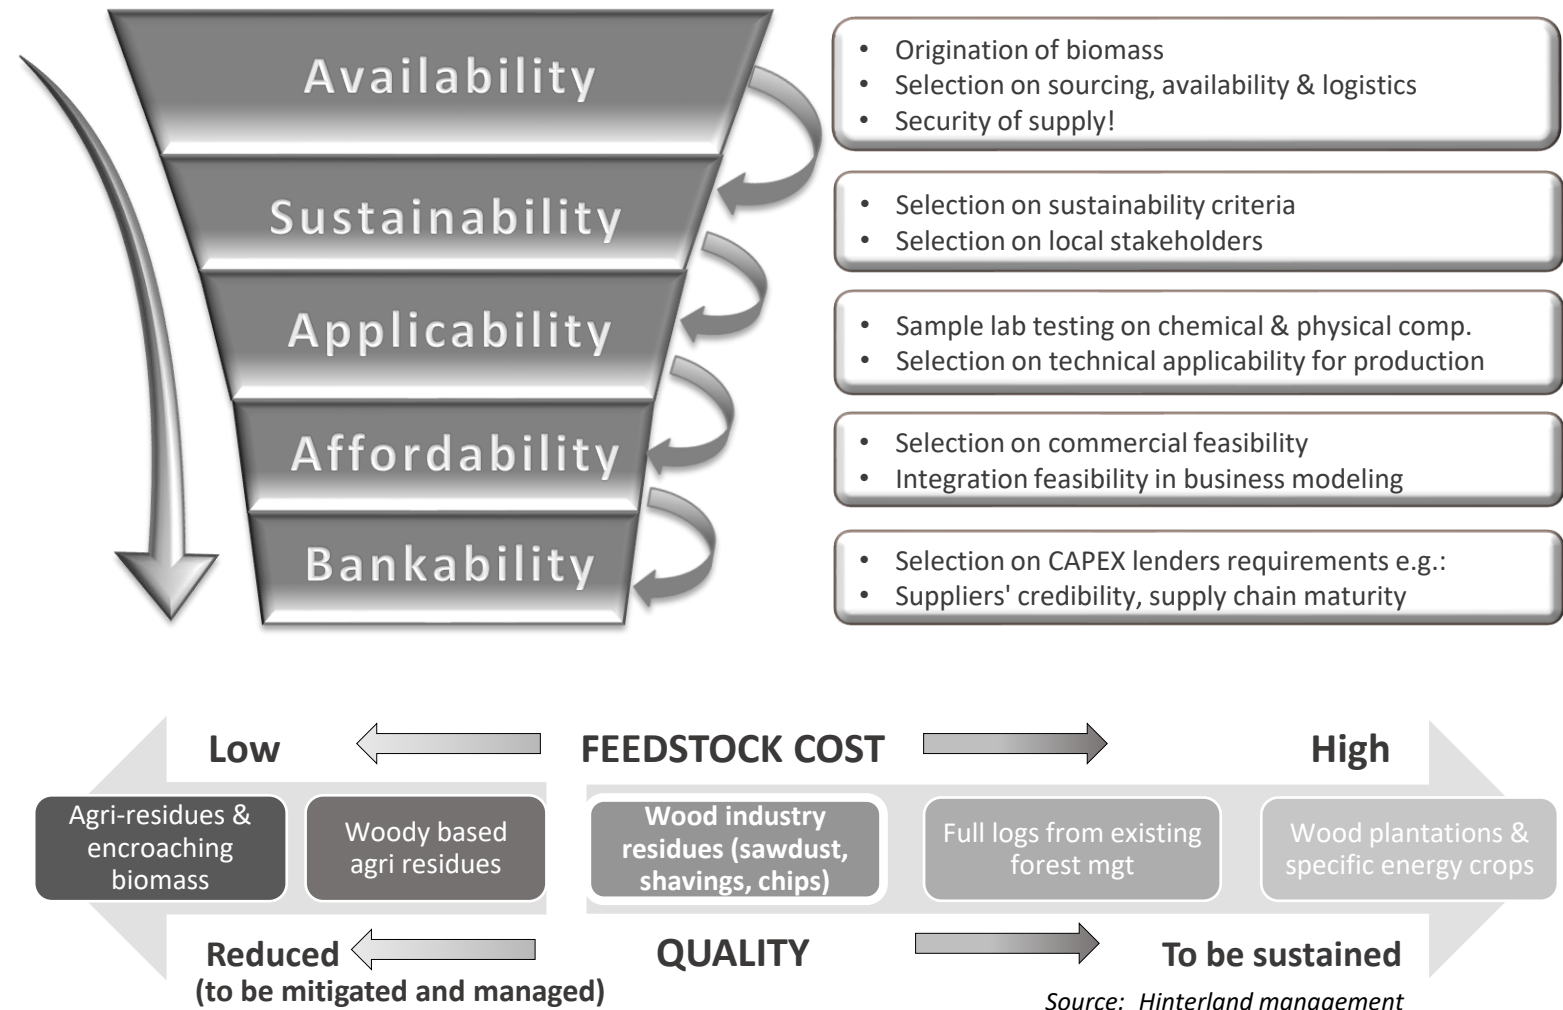 Availability
• Origination of biomass
• Selection on sourcing, availability & logistics
• Security of supply!
Sustainability
• Selection on sustainability criteria
• Selection on local stakeholders
Applicability
• Sample lab testing on chemical & physical comp.
• Selection on technical applicability for production
Affordability
• Selection on commercial feasibility
• Integration feasibility in business modeling
Bankability
• Selection on CAPEX lenders requirements e.g.:
• Suppliers' credibility, supply chain maturity
Low
FEEDSTOCK COST
High
Agri-residues &
encroaching
biomass
Woody based
agri residues
Wood industry
residues (sawdust,
shavings, chips)
Full logs from existing
forest mgt
Wood plantations &
specific energy crops
Reduced
(to be mitigated and managed)
QUALITY
To be sustained
Source: Hinterland management